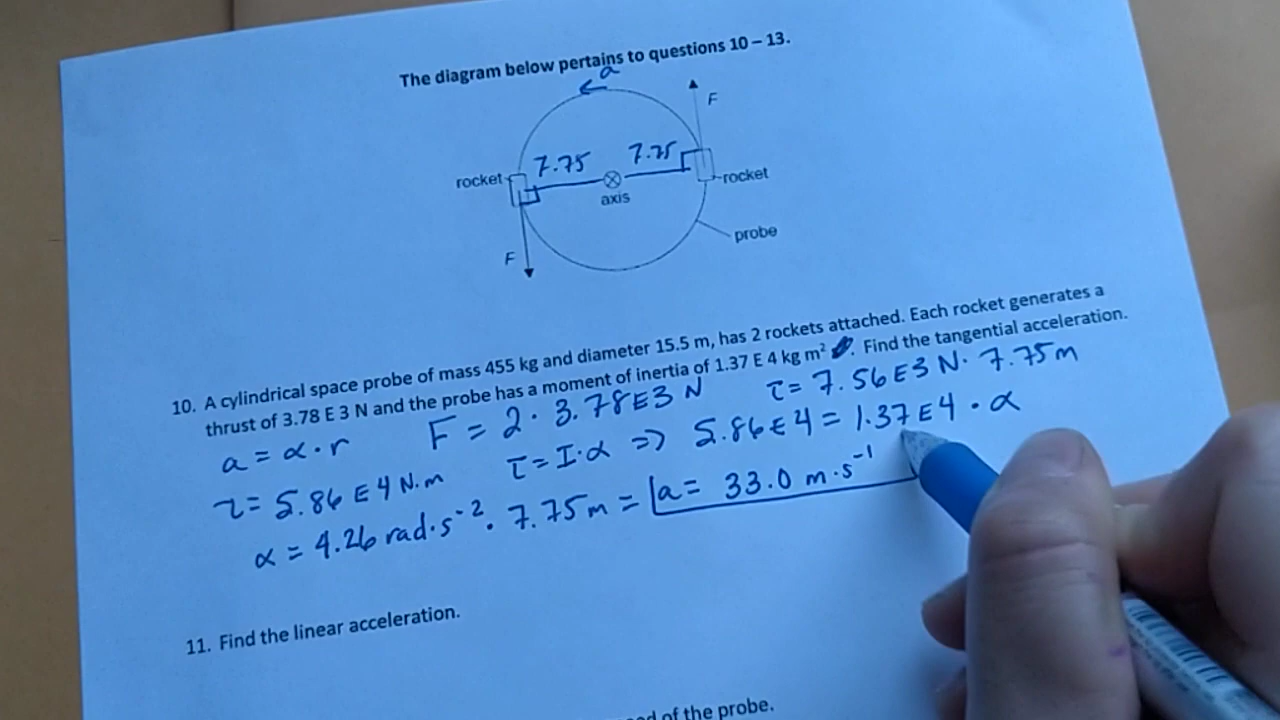 The diagram below pertains to questions 10 – 13.
a
F
7.75 7.75
rocket
rocket
axis
probe
F
10. A cylindrical space probe of mass 455 kg and diameter 15.5 m, has 2 rockets attached. Each rocket generates a
thrust of 3.78 E 3 N and the probe has a moment of inertia of 1.37 E 4 kg m². Find the tangential acceleration.
a = α · r F = 2 · 3.78E3 N τ = 7.56E3 N · 7.75m
τ = 5.86 E4 N·m τ = I·α => 5.86E4 = 1.37E4 · α
α = 4.26 rad·s⁻² · 7.75m = a = 33.0 m·s⁻¹
11. Find the linear acceleration.
of the probe.